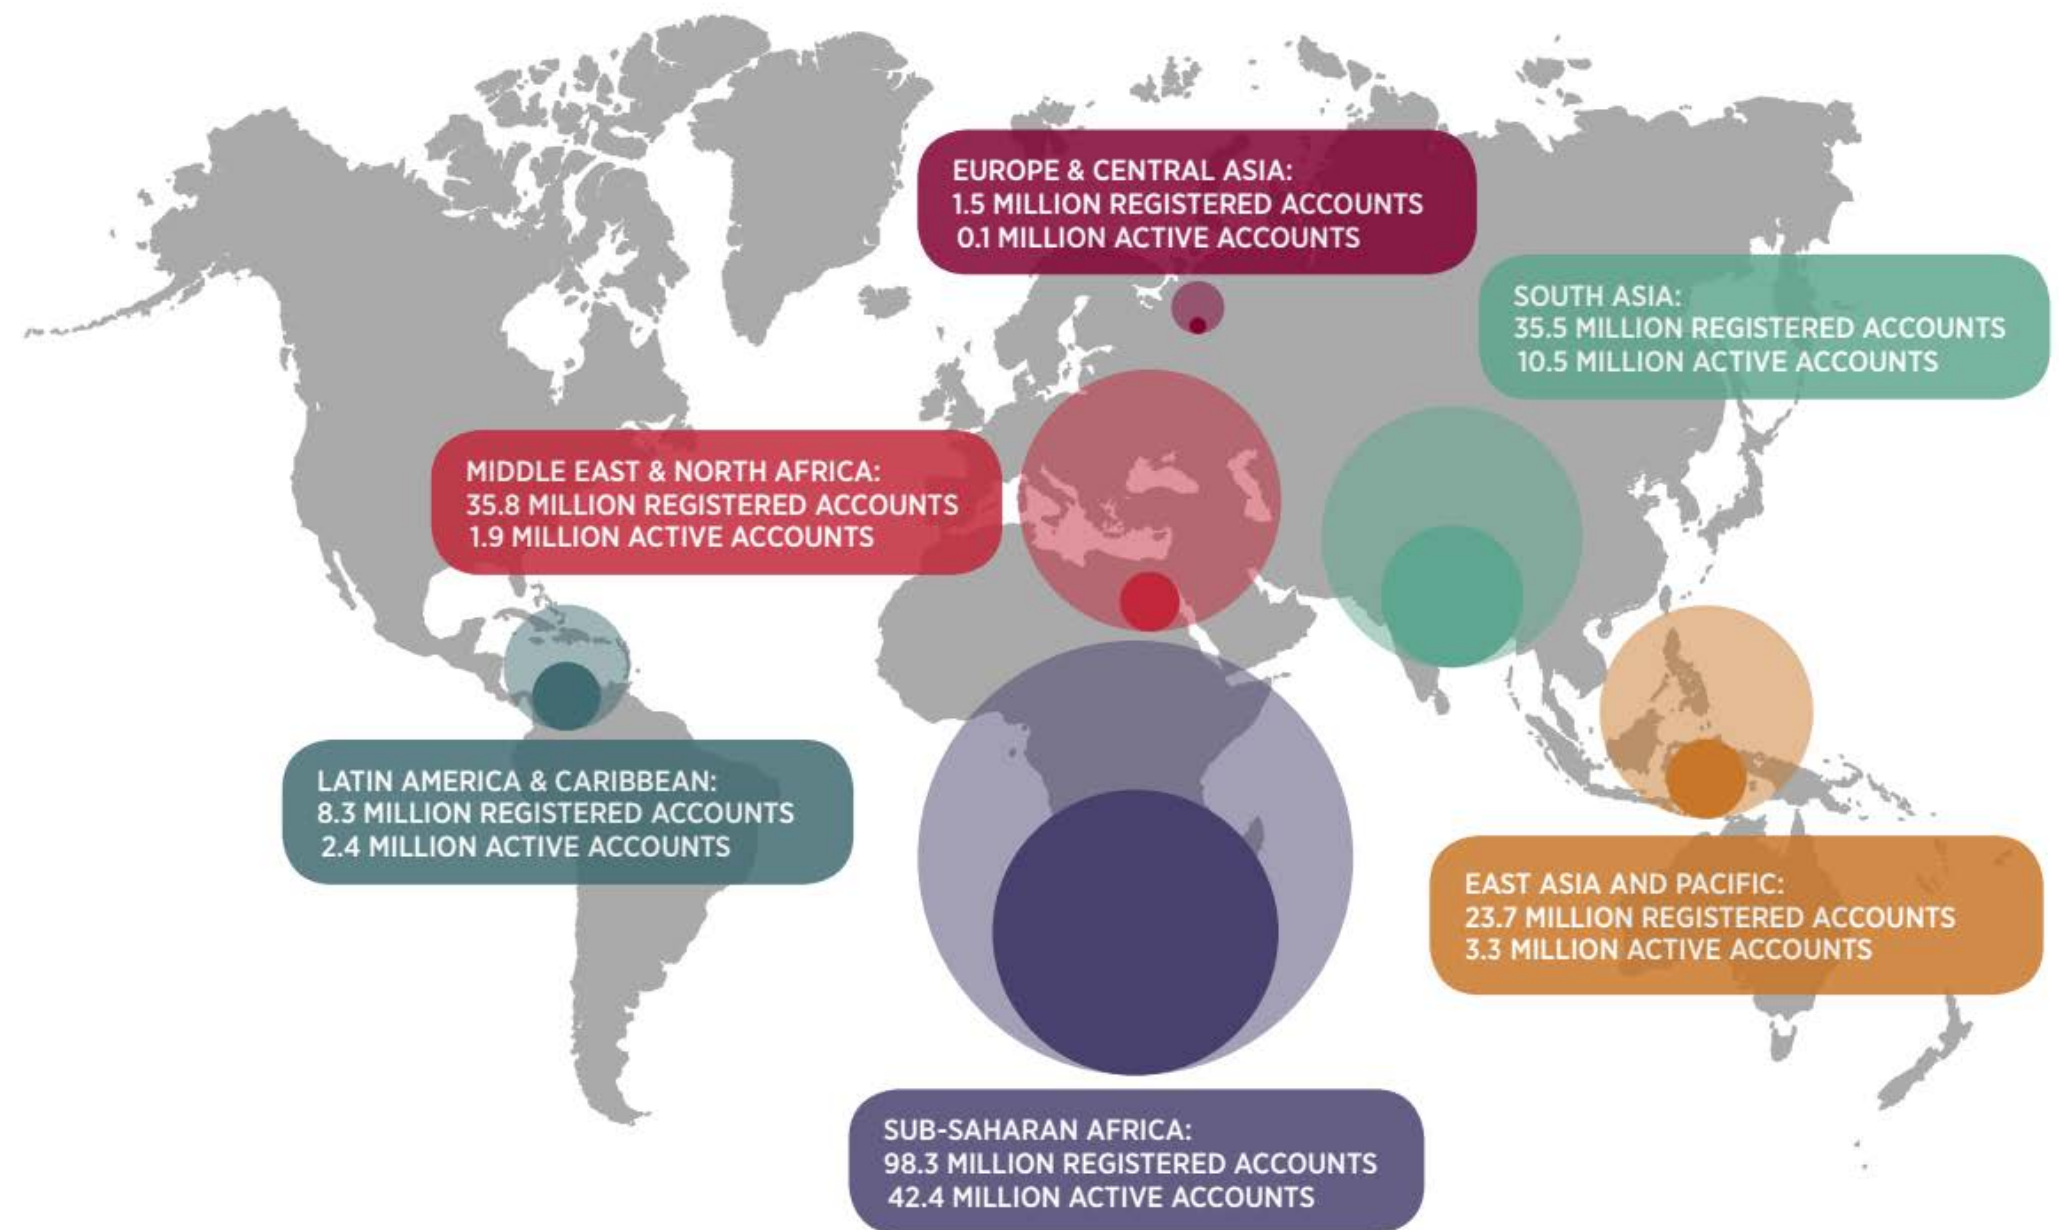 EUROPE & CENTRAL ASIA:
1.5 MILLION REGISTERED ACCOUNTS
0.1 MILLION ACTIVE ACCOUNTS
SOUTH ASIA:
35.5 MILLION REGISTERED ACCOUNTS
10.5 MILLION ACTIVE ACCOUNTS
MIDDLE EAST & NORTH AFRICA:
35.8 MILLION REGISTERED ACCOUNTS
1.9 MILLION ACTIVE ACCOUNTS
LATIN AMERICA & CARIBBEAN:
8.3 MILLION REGISTERED ACCOUNTS
2.4 MILLION ACTIVE ACCOUNTS
EAST ASIA AND PACIFIC:
23.7 MILLION REGISTERED ACCOUNTS
3.3 MILLION ACTIVE ACCOUNTS
SUB-SAHARAN AFRICA:
98.3 MILLION REGISTERED ACCOUNTS
42.4 MILLION ACTIVE ACCOUNTS